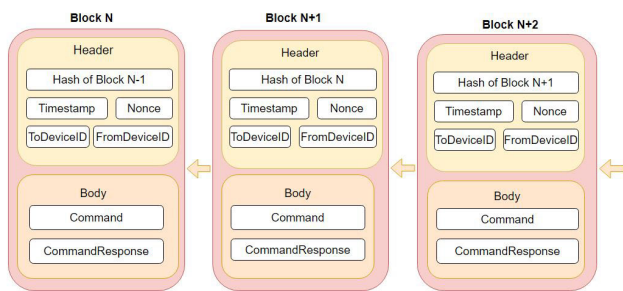 Block N
Header
Hash of Block N-1
Timestamp Nonce
ToDeviceID FromDeviceID
Body
Command
CommandResponse
Block N+1
Header
Hash of Block N
Timestamp Nonce
ToDeviceID FromDeviceID
Body
Command
CommandResponse
Block N+2
Header
Hash of Block N+1
Timestamp Nonce
ToDeviceID FromDeviceID
Body
Command
CommandResponse